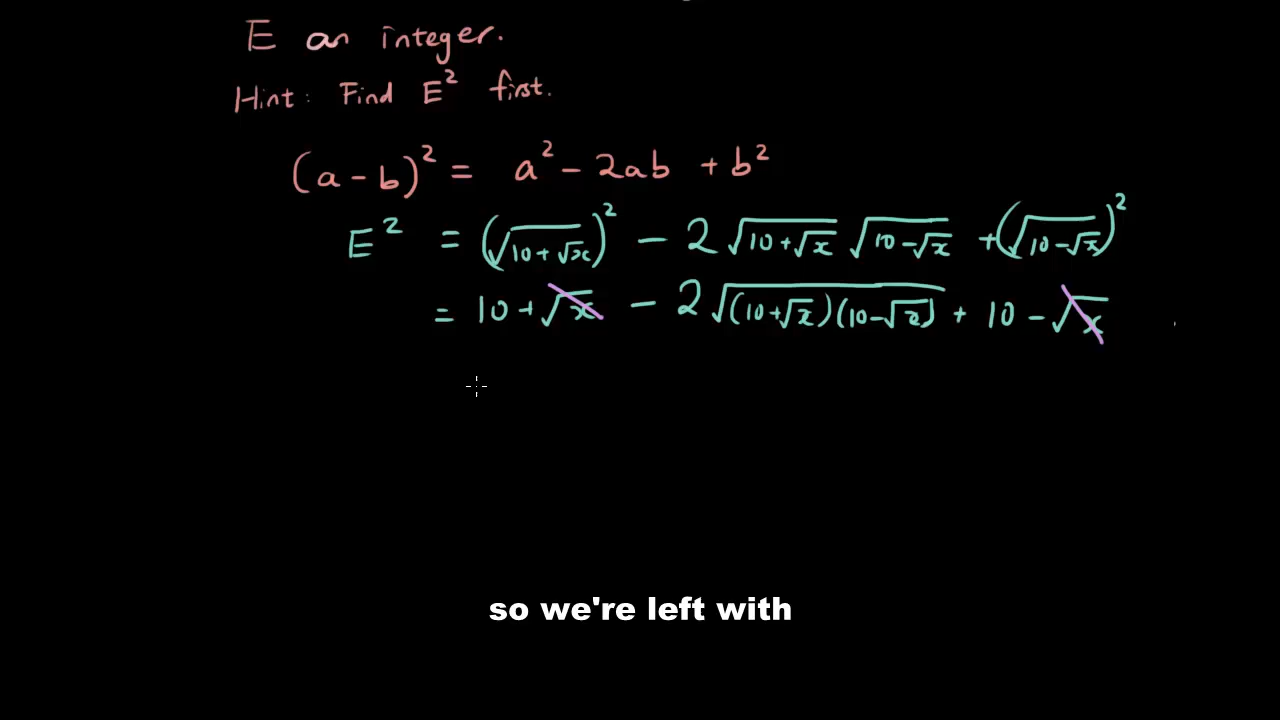 E an integer.
Hint: Find E² first.
(a - b)² = a² - 2ab + b²
E² = (√(10+√x))² - 2√(10+√x) √(10-√x) + (√(10-√x))²
= 10 + √x - 2√((10+√x)(10-√x)) + 10 - √x
so we're left with